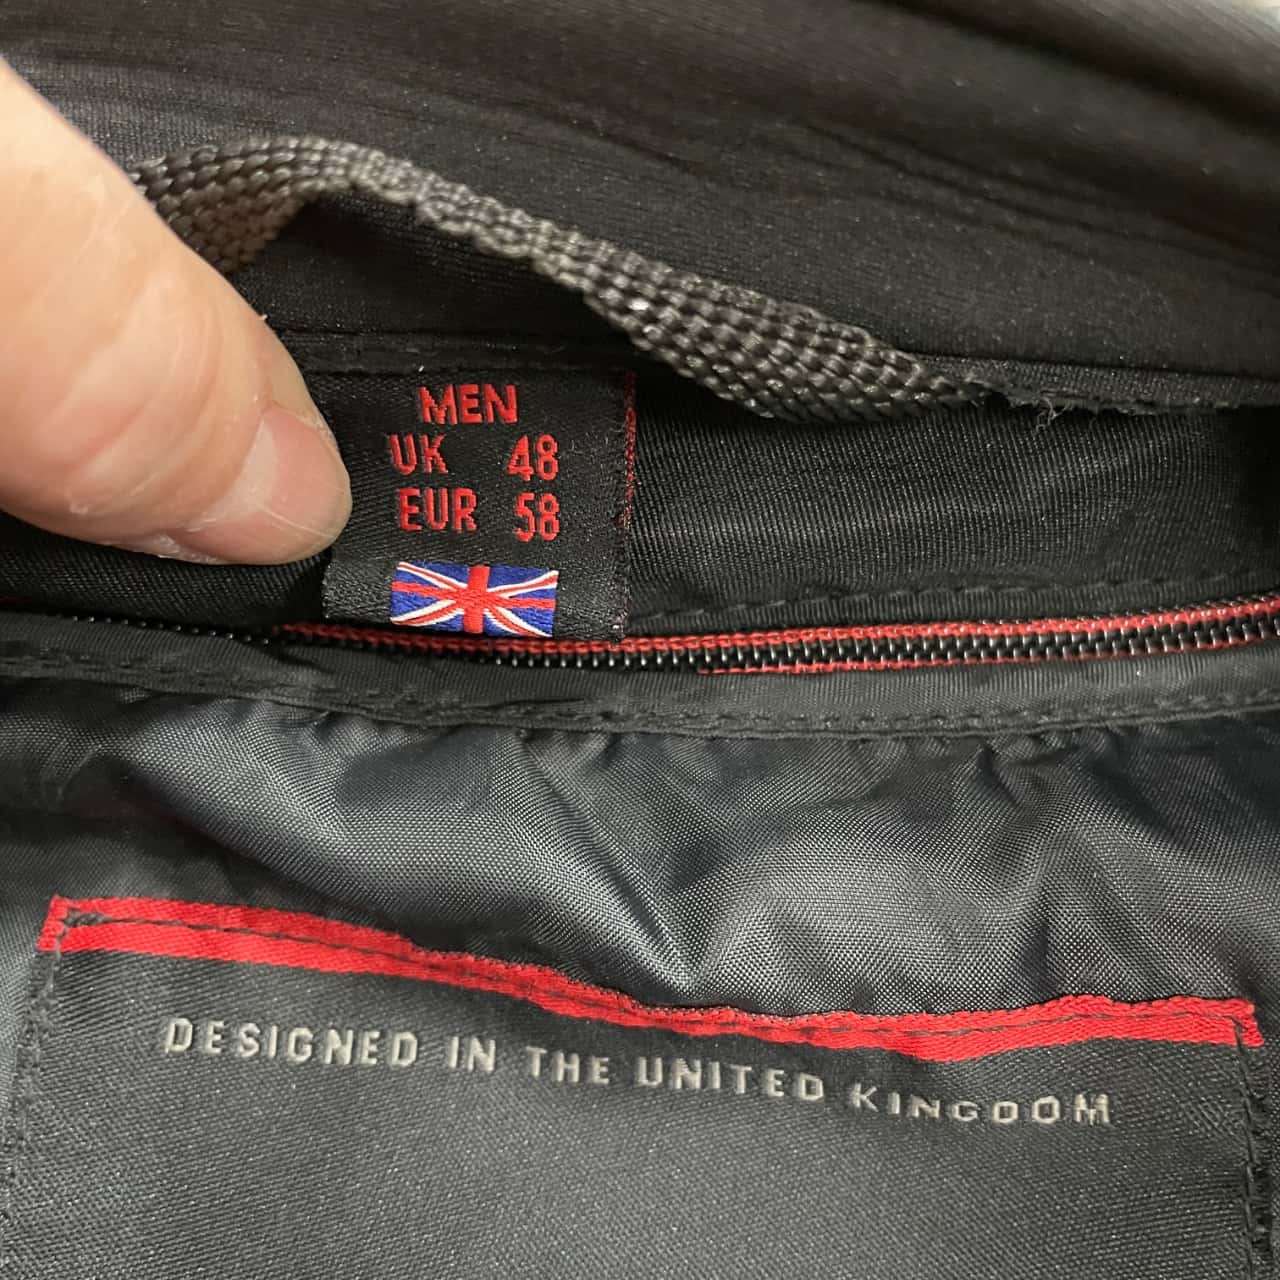 MEN
UK 48
EUR 58
DESIGNED IN THE UNITED KINGDOM